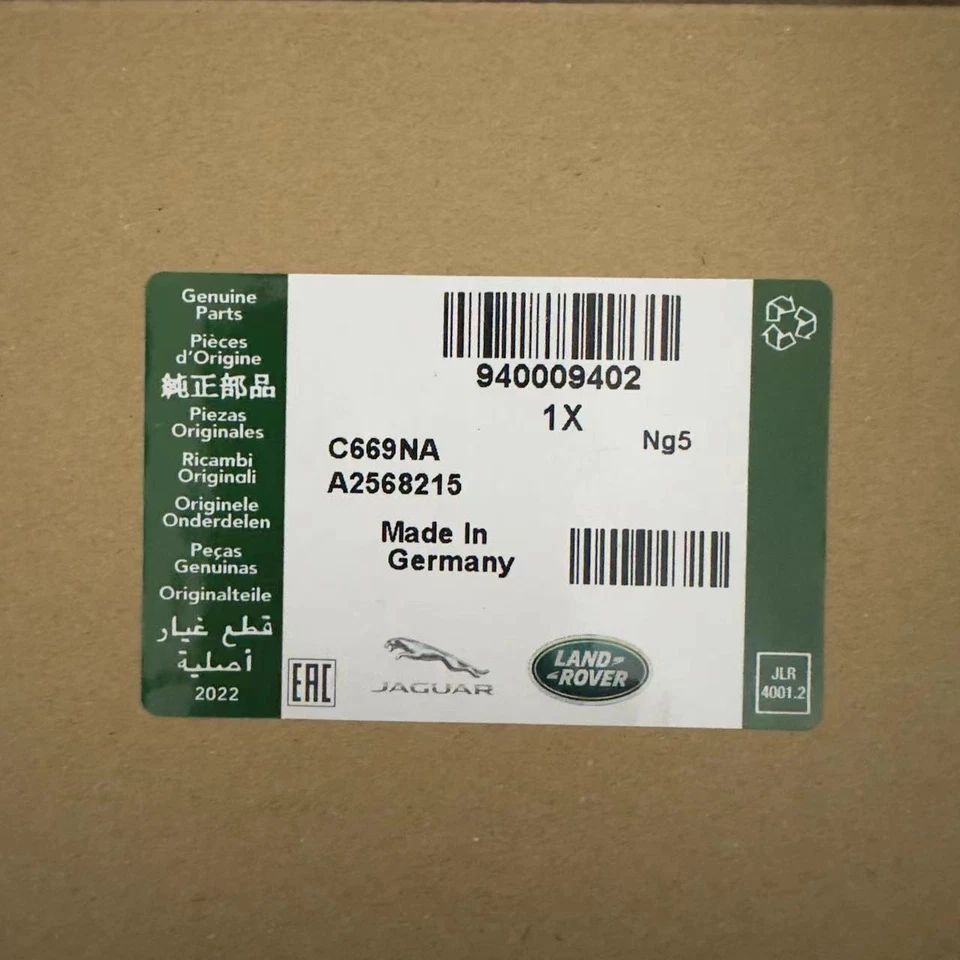 Genuine
Parts
Pièces
d'Origine
純正部品
Piezas
Originales
Ricambi
Originali
Originele
Onderdelen
Peças
Genuinas
Originalteile
قطع غيار
أصلية
2022
940009402
1X
Ng5
C669NA
A2568215
Made In
Germany
EAC
JAGUAR
LAND
ROVER
JLR
4001.2